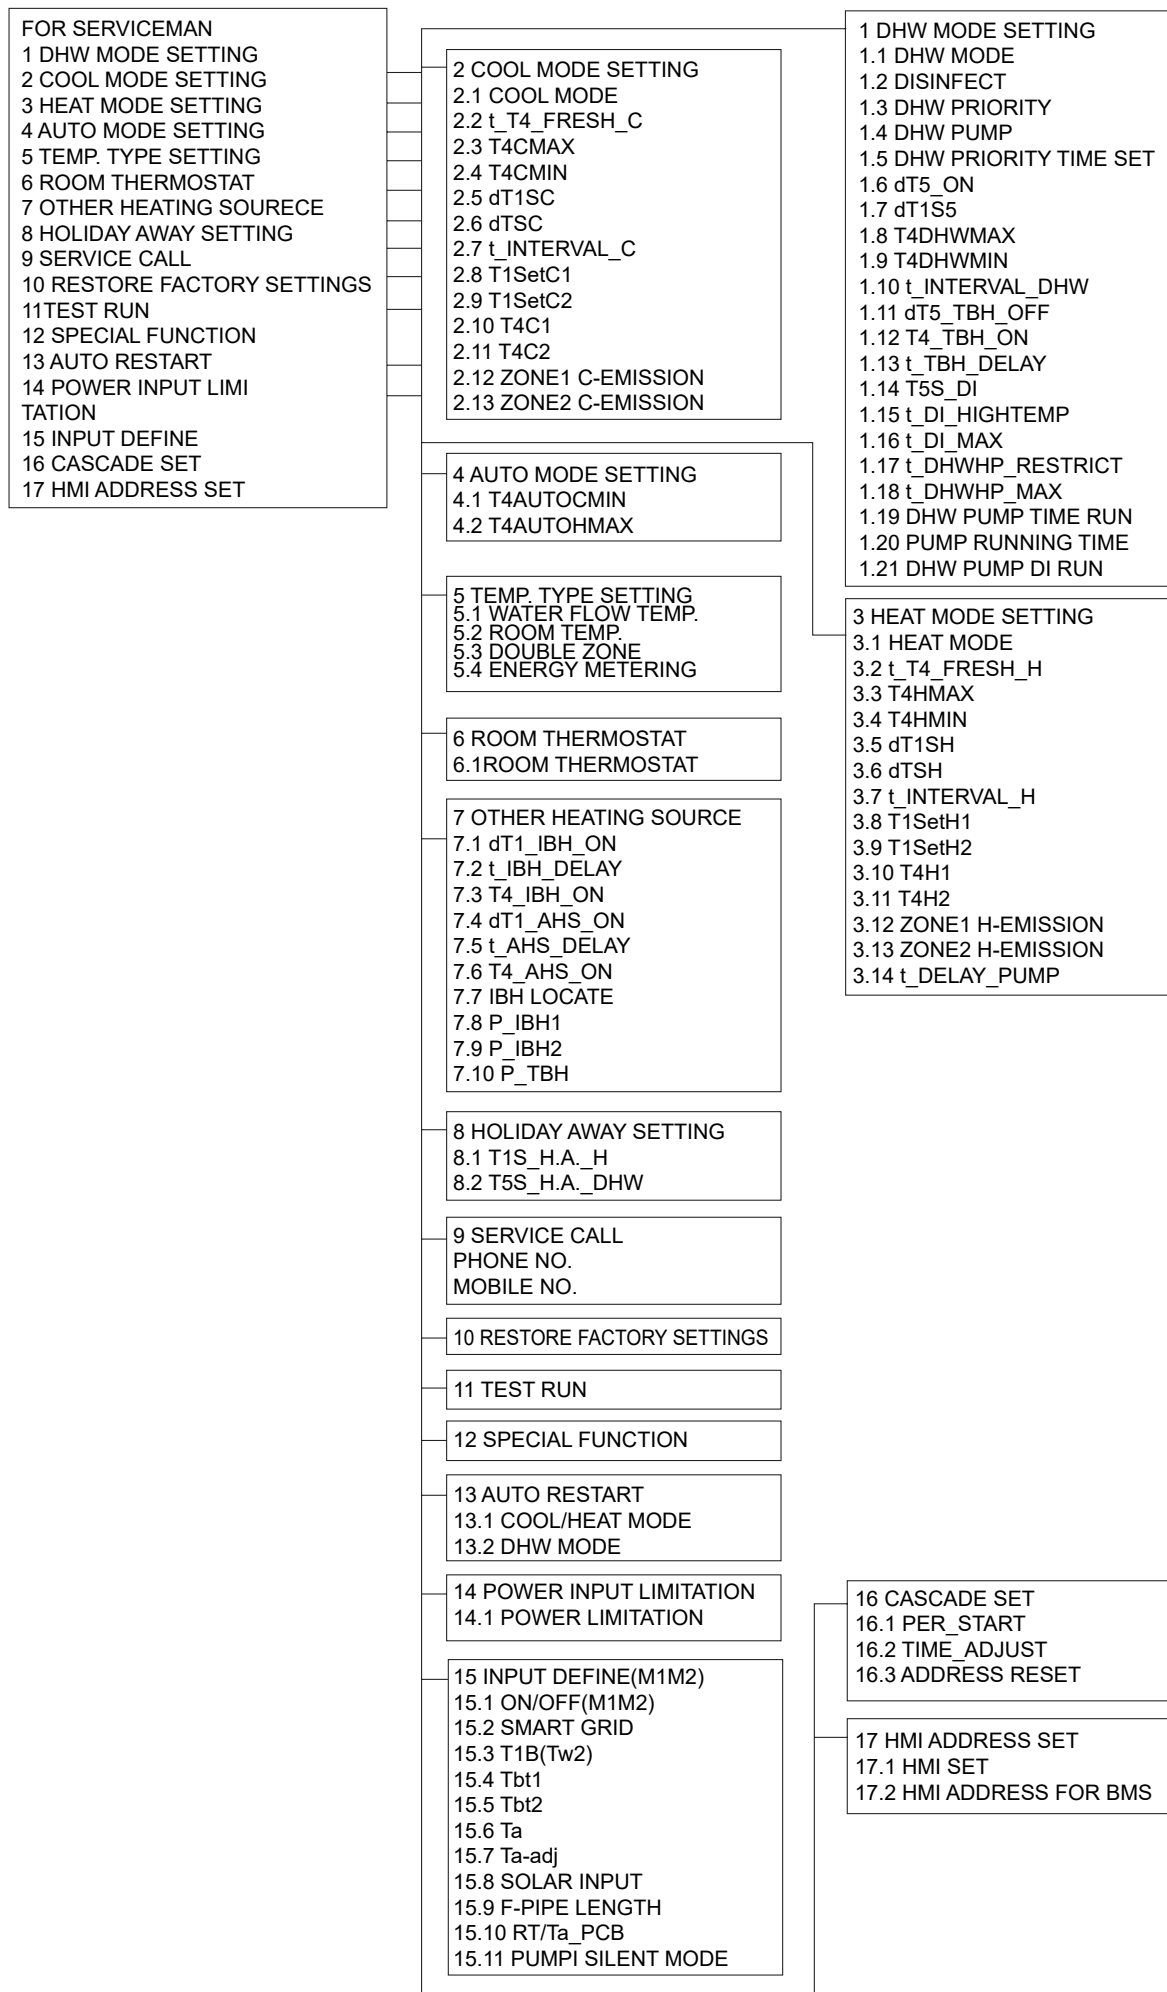 FOR SERVICEMAN
1 DHW MODE SETTING
2 COOL MODE SETTING
3 HEAT MODE SETTING
4 AUTO MODE SETTING
5 TEMP. TYPE SETTING
6 ROOM THERMOSTAT
7 OTHER HEATING SOURECE
8 HOLIDAY AWAY SETTING
9 SERVICE CALL
10 RESTORE FACTORY SETTINGS
11TEST RUN
12 SPECIAL FUNCTION
13 AUTO RESTART
14 POWER INPUT LIMI
TATION
15 INPUT DEFINE
16 CASCADE SET
17 HMI ADDRESS SET
1 DHW MODE SETTING
1.1 DHW MODE
1.2 DISINFECT
1.3 DHW PRIORITY
1.4 DHW PUMP
1.5 DHW PRIORITY TIME SET
1.6 dT5_ON
1.7 dT1S5
1.8 T4DHWMAX
1.9 T4DHWMIN
1.10 t_INTERVAL_DHW
1.11 dT5_TBH_OFF
1.12 T4_TBH_ON
1.13 t_TBH_DELAY
1.14 T5S_DI
1.15 t_DI_HIGHTEMP
1.16 t_DI_MAX
1.17 t_DHWHP_RESTRICT
1.18 t_DHWHP_MAX
1.19 DHW PUMP TIME RUN
1.20 PUMP RUNNING TIME
1.21 DHW PUMP DI RUN
2 COOL MODE SETTING
2.1 COOL MODE
2.2 t_T4_FRESH_C
2.3 T4CMAX
2.4 T4CMIN
2.5 dT1SC
2.6 dTSC
2.7 t_INTERVAL_C
2.8 T1SetC1
2.9 T1SetC2
2.10 T4C1
2.11 T4C2
2.12 ZONE1 C-EMISSION
2.13 ZONE2 C-EMISSION
3 HEAT MODE SETTING
3.1 HEAT MODE
3.2 t_T4_FRESH_H
3.3 T4HMAX
3.4 T4HMIN
3.5 dT1SH
3.6 dTSH
3.7 t_INTERVAL_H
3.8 T1SetH1
3.9 T1SetH2
3.10 T4H1
3.11 T4H2
3.12 ZONE1 H-EMISSION
3.13 ZONE2 H-EMISSION
3.14 t_DELAY_PUMP
4 AUTO MODE SETTING
4.1 T4AUTOCMIN
4.2 T4AUTOHMAX
5 TEMP. TYPE SETTING
5.1 WATER FLOW TEMP.
5.2 ROOM TEMP.
5.3 DOUBLE ZONE
5.4 ENERGY METERING
6 ROOM THERMOSTAT
6.1ROOM THERMOSTAT
7 OTHER HEATING SOURCE
7.1 dT1_IBH_ON
7.2 t_IBH_DELAY
7.3 T4_IBH_ON
7.4 dT1_AHS_ON
7.5 t_AHS_DELAY
7.6 T4_AHS_ON
7.7 IBH LOCATE
7.8 P_IBH1
7.9 P_IBH2
7.10 P_TBH
8 HOLIDAY AWAY SETTING
8.1 T1S_H.A._H
8.2 T5S_H.A._DHW
9 SERVICE CALL
PHONE NO.
MOBILE NO.
10 RESTORE FACTORY SETTINGS
11 TEST RUN
12 SPECIAL FUNCTION
13 AUTO RESTART
13.1 COOL/HEAT MODE
13.2 DHW MODE
14 POWER INPUT LIMITATION
14.1 POWER LIMITATION
15 INPUT DEFINE(M1M2)
15.1 ON/OFF(M1M2)
15.2 SMART GRID
15.3 T1B(Tw2)
15.4 Tbt1
15.5 Tbt2
15.6 Ta
15.7 Ta-adj
15.8 SOLAR INPUT
15.9 F-PIPE LENGTH
15.10 RT/Ta_PCB
15.11 PUMPI SILENT MODE
16 CASCADE SET
16.1 PER_START
16.2 TIME_ADJUST
16.3 ADDRESS RESET
17 HMI ADDRESS SET
17.1 HMI SET
17.2 HMI ADDRESS FOR BMS